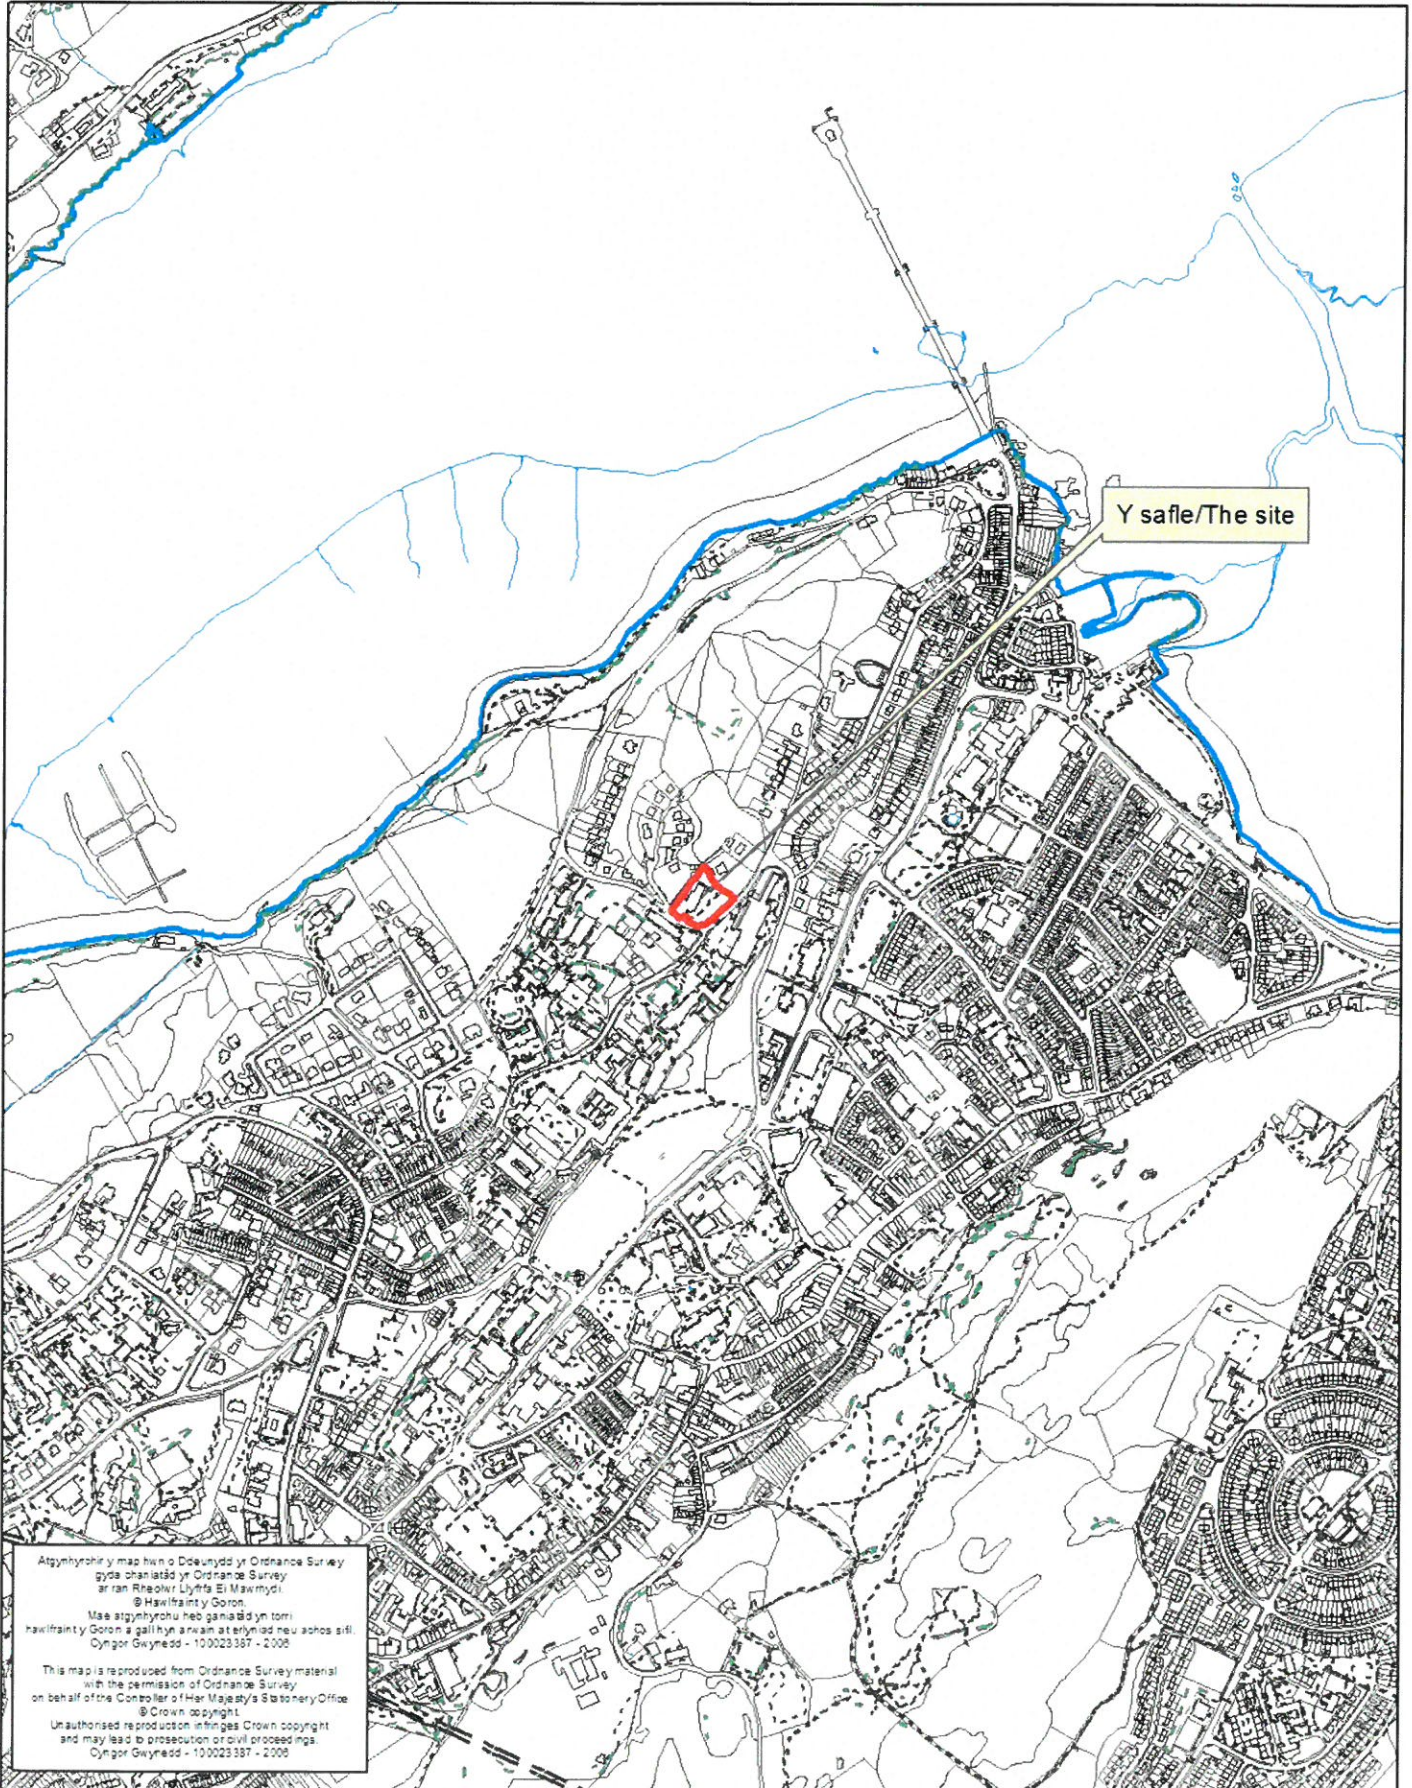 Y safle/The site
Atgynhyrchir y map hwn o Ddeunydd yr Ordnance Survey
gyda chaniatâd yr Ordnance Survey
ar ran Rheolwr Llyfrfa Ei Mawrhydi.
© Hawlfraint y Goron.
Mae atgynhyrchu heb ganiatâd yn torri
hawlfraint y Goron a gall hyn arwain at erlyniad neu achos sifil.
Cyngor Gwynedd - 100023387 - 2008
This map is reproduced from Ordnance Survey material
with the permission of Ordnance Survey
on behalf of the Controller of Her Majesty's Stationery Office
© Crown copyright.
Unauthorised reproduction infringes Crown copyright
and may lead to prosecution or civil proceedings.
Cyngor Gwynedd - 100023387 - 2008